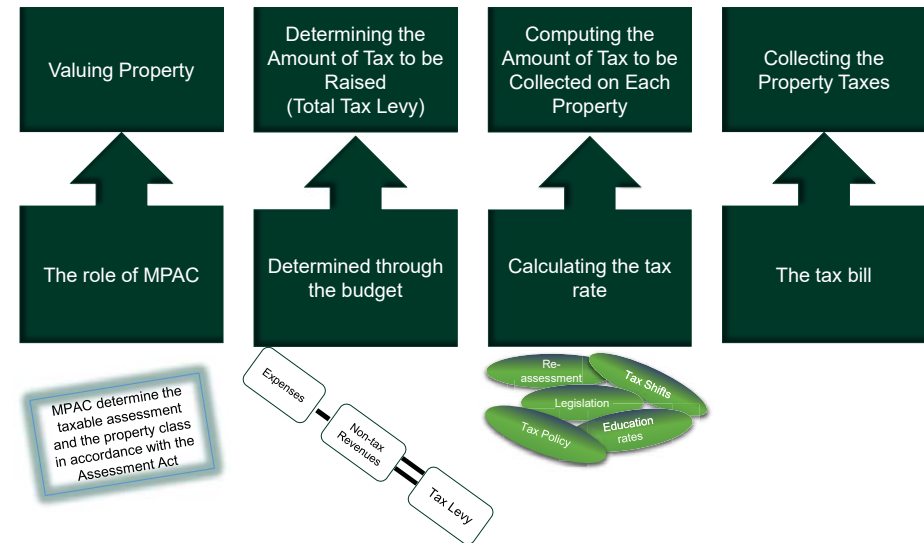 Valuing Property
Determining the
Amount of Tax to be
Raised
(Total Tax Levy)
Computing the
Amount of Tax to be
Collected on Each
Property
Collecting the
Property Taxes
The role of MPAC
Determined through
the budget
Calculating the tax
rate
The tax bill
MPAC determine the
taxable assessment
and the property class
in accordance with the
Assessment Act
Expenses
Non-tax
Revenues
Tax Levy
Re-
assessment
Tax Shifts
Legislation
Tax Policy
Education
rates